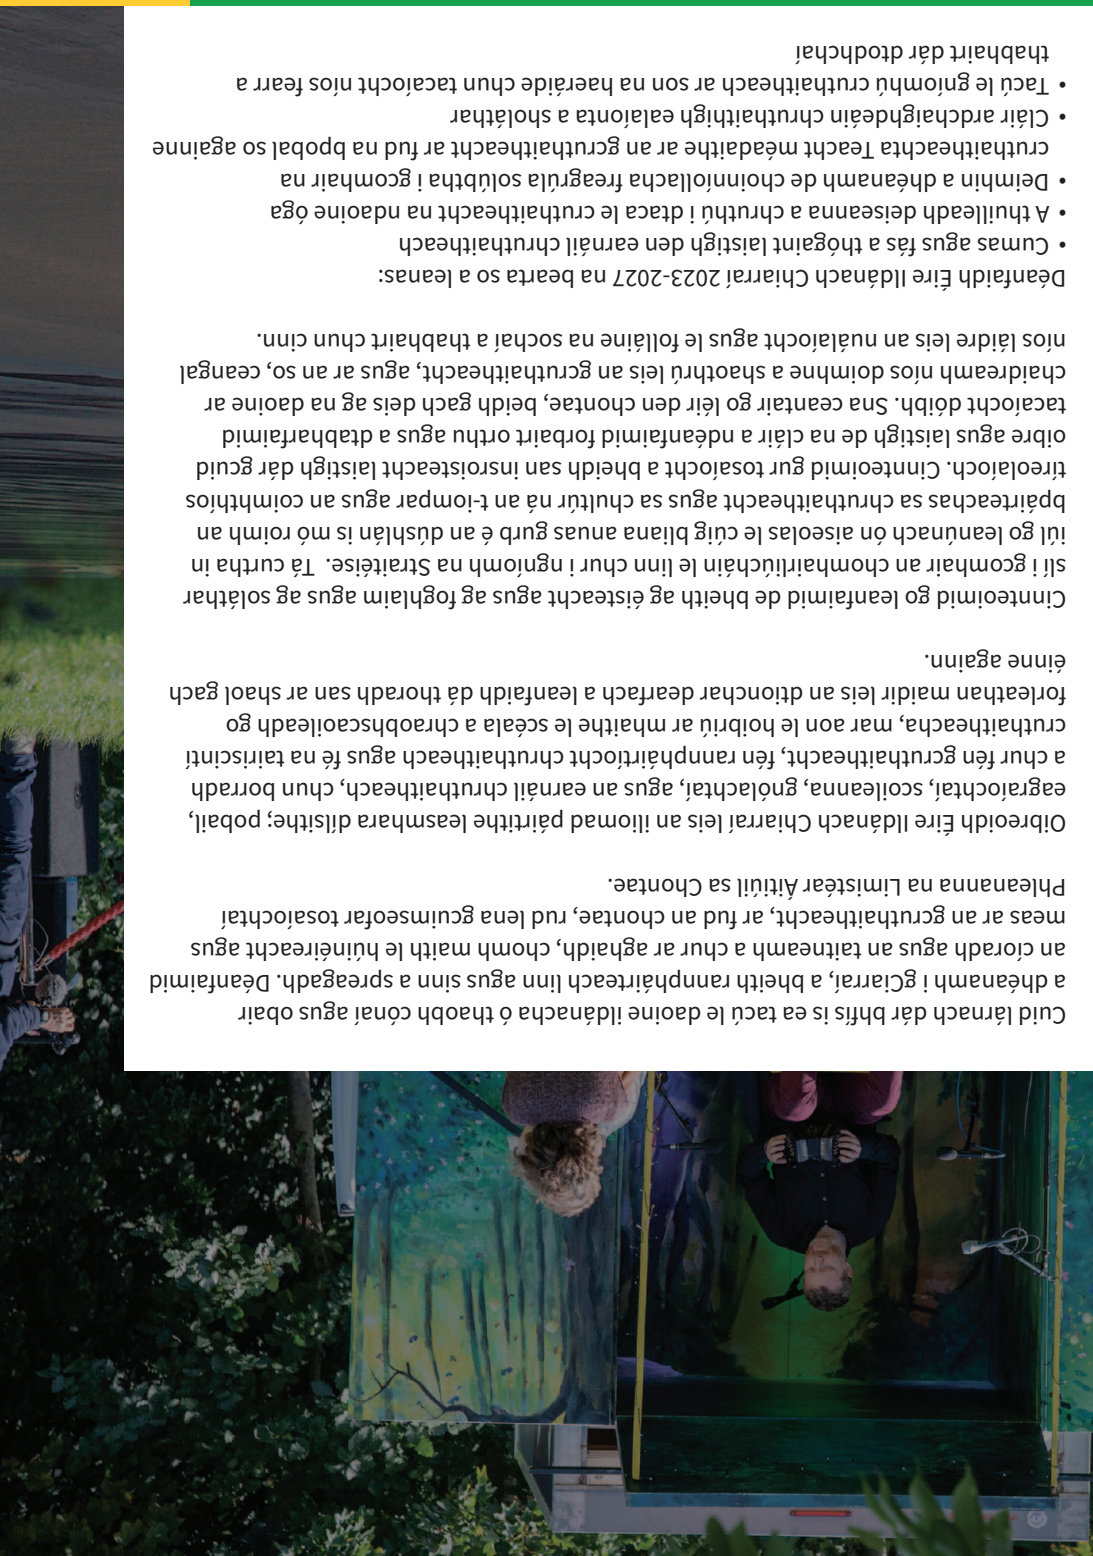 Cuid lárnach dár bhfís is ea tacú le daoine ildánacha ó thaobh cónaí agus obair
a dhéanamh i gCiarraí, a bheith rannpháirteach linn agus sinn a spreagadh. Déanfaimid
an cíoradh agus an taitneamh a chur ar aghaidh, chomh maith le húinéireacht agus
meas ar an gcruthaitheacht, ar fud an chontae, rud lena gcuimseofar tosaíochtaí
Phleananna na Limistéar Áitiúil sa Chontae.
Oibreoidh Éire Ildánach Chiarraí leis an iliomad páirtithe leasmhara dílsithe; pobail,
eagraíochtaí, scoileanna, gnólachtaí, agus an earnáil chruthaitheach, chun borradh
a chur fén gcruthaitheacht, fén rannpháirtíocht chruthaitheach agus fé na tairiscintí
cruthaitheacha, mar aon le hoibriú ar mhaithe le scéala a chraobhscaoileadh go
forleathan maidir leis an dtionchar dearfach a leanfaidh dá thoradh san ar shaol gach
éinne againn.
Cinnteoimid go leanfaimid de bheith ag éisteacht agus ag foghlaim agus ag soláthar
slí i gcomhair an chomhairliúcháin le linn chur i ngníomh na Straitéise. Tá curtha in
iúl go leanúnach ón aiseolas le cúig bliana anuas gurb é an dúshlán is mó roimh an
bpáirteachas sa chruthaitheacht agus sa chultúr ná an t-iompar agus an coimhthíos
tíreolaíoch. Cinnteoimid gur tosaíocht a bheidh san insroisteacht laistigh dár gcuid
oibre agus laistigh de na cláir a ndéanfaimid forbairt orthu agus a dtabharfaimid
tacaíocht dóibh. Sna ceantair go léir den chontae, beidh gach deis ag na daoine ar
chaidreamh níos doimhne a shaothrú leis an gcruthaitheacht, agus ar an so, ceangal
níos láidre leis an nuálaíocht agus le folláine na sochaí a thabhairt chun cinn.
Déanfaidh Éire Ildánach Chiarraí 2023-2027 na bearta so a leanas:
• Cumas agus fás a thógaint laistigh den earnáil chruthaitheach
• A thuilleadh deiseanna a chruthú i dtaca le cruthaitheacht na ndaoine óga
• Deimhin a dhéanamh de choinníollacha freagrúla solúbtha i gcomhair na
cruthaitheachta Teacht méadaithe ar an gcruthaitheacht ar fud na bpobal so againne
• Cláir ardchaighdeáin chruthaithigh ealaíonta a sholáthar
• Tacú le gníomhú cruthaitheach ar son na haeráide chun tacaíocht níos fearr a
thabhairt dár dtodhchaí